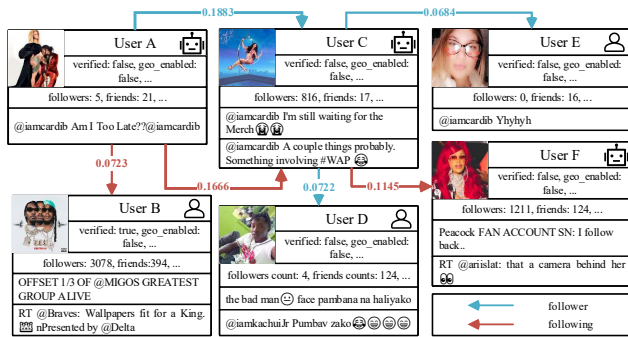 0.1883
0.0684
User A
verified: false, geo_enabled:
false, ...
followers: 5, friends: 21, ...
@iamcardib Am I Too Late??@iamcardib
User C
verified: false, geo_enabled:
false, ...
followers: 816, friends: 17, ...
@iamcardib I'm still waiting for the
Merch😭😭
@iamcardib A couple things probably.
Something involving #WAP 😂
User E
verified: false, geo_enabled:
false, ...
followers: 0, friends: 16, ...
@iamcardib Yhyhyh
0.0723
0.1666
0.0722
0.1145
User B
verified: true, geo_enabled:
false, ...
followers: 3078, friends:394, ...
OFFSET 1/3 OF @MIGOS GREATEST
GROUP ALIVE
RT @Braves: Wallpapers fit for a King.
👑 nPresented by @Delta
User D
verified: false, geo_enabled:
false, ...
followers count: 4, friends counts: 124, ...
the bad man😐 face pambana na haliyako
@iamkachuiJr Pumbav zako😂😄😄😄
User F
verified: false, geo_enabled:
false, ...
followers: 1211, friends: 124, ...
Peacock FAN ACCOUNT SN: I follow
back..
RT @ariislat: that a camera behind her
👀
follower
following